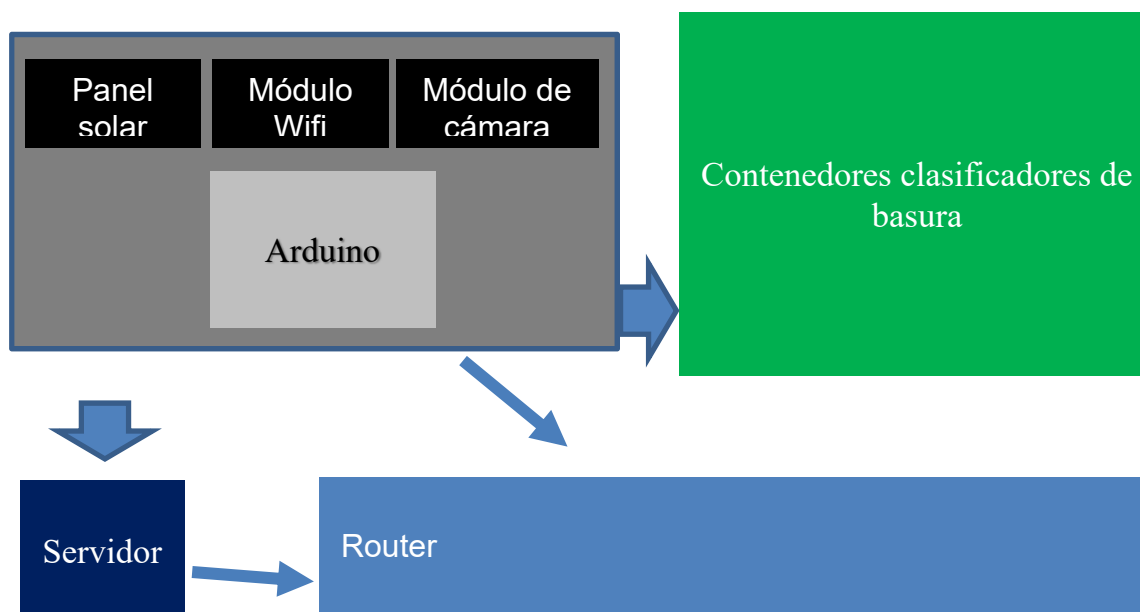 Panel
solar
Módulo
Wifi
Módulo de
cámara
Arduino
Contenedores clasificadores de
basura
Servidor
Router